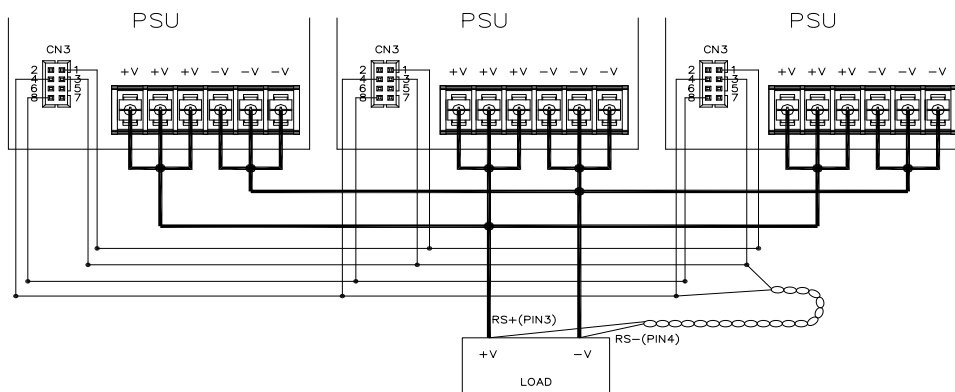 PSU PSU PSU
CN3 CN3 CN3
+V +V +V -V -V -V +V +V +V -V -V -V +V +V +V -V -V -V
2 1 2 1 2 1
4 3 4 3 4 3
6 5 6 5 6 5
8 7 8 7 8 7
RS+(PIN3)
RS-(PIN4)
+V -V
LOAD